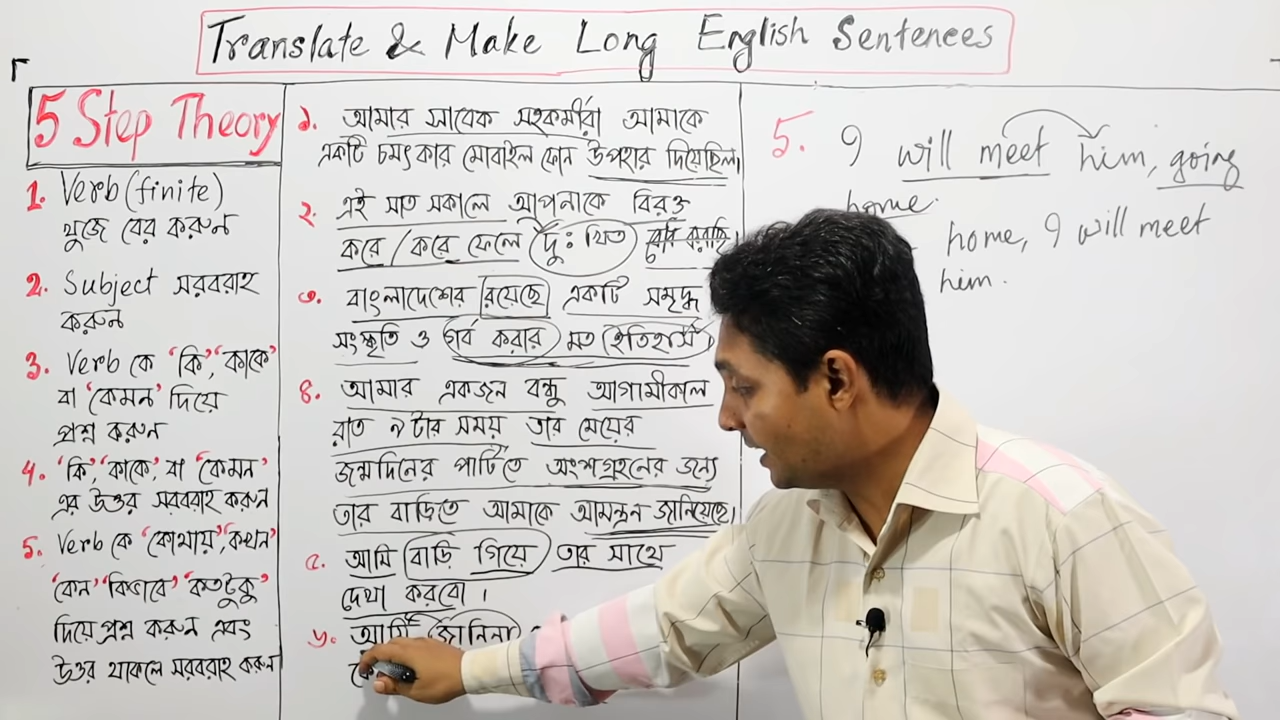 Translate & Make Long English Sentences
5 Step Theory
1. Verb (finite)
খুজে বের করুন
2. Subject সরবরাহ
করুন
3. Verb কে 'কি', 'কাকে'
বা 'কেমন' দিয়ে
প্রশ্ন করুন
4. 'কি', 'কাকে', বা 'কেমন'
এর উত্তর সরবরাহ করুন
5. Verb কে 'কোথায়', 'কখন'
'কেন' 'কিভাবে' 'কতটুকু'
দিয়ে প্রশ্ন করুন এবং
উত্তর থাকলে সরবরাহ করুন
১. আমার সাবেক সহকর্মীরা আমাকে
একটি চমৎকার মোবাইল ফোন উপহার দিয়েছিল।
২. এই সাত সকালে আপনাকে বিরক্ত
করে / করে ফেলে দুঃখিত
৩. বাংলাদেশের রয়েছে একটি সমৃদ্ধ
সংস্কৃতি ও গর্ব করার মত ইতিহাস
৪. আমার একজন বন্ধু আগামীকাল
রাত ৯টার সময় তার মেয়ের
জন্মদিনের পার্টিতে অংশগ্রহনের জন্যে
তার বাড়িতে আমাকে আমন্ত্রন জানিয়েছে।
৫. আমি বাড়ি গিয়ে তার সাথে
দেখা করবো।
৬. আমি জানিনা
5. I will meet him, going
home.
home, I will meet
him.